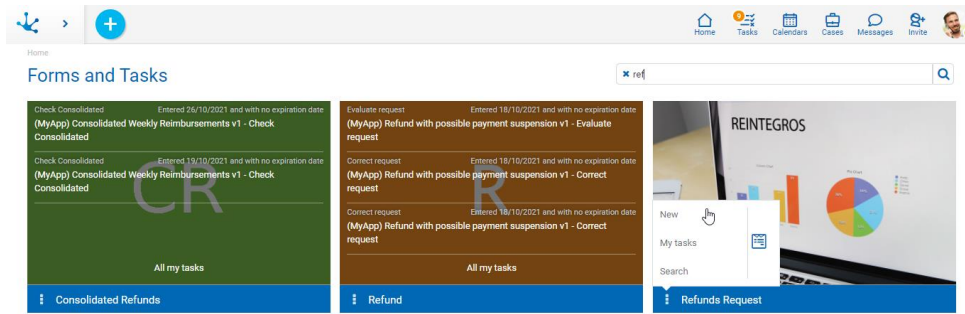 9
Home Tasks Calendars Cases Messages Invite
Home
Forms and Tasks
ref
Check Consolidated Entered 26/10/2021 and with no expiration date
(MyApp) Consolidated Weekly Reimbursements v1 - Check
Consolidated
Check Consolidated Entered 19/10/2021 and with no expiration date
(MyApp) Consolidated Weekly Reimbursements v1 - Check
Consolidated
CR
All my tasks
Consolidated Refunds
Evaluate request Entered 18/10/2021 and with no expiration date
(MyApp) Refund with possible payment suspension v1 - Evaluate
request
Correct request Entered 18/10/2021 and with no expiration date
(MyApp) Refund with possible payment suspension v1 - Correct
request
R
Correct request Entered 18/10/2021 and with no expiration date
(MyApp) Refund with possible payment suspension v1 - Correct
request
All my tasks
Refund
REINTEGROS
New
My tasks
Search
Refunds Request